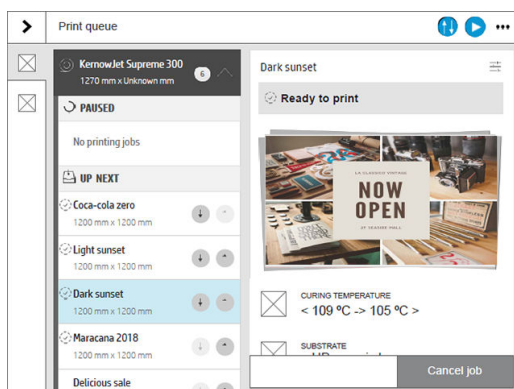 Print queue
KernowJet Supreme 300
1270 mm x Unknown mm
6
PAUSED
No printing jobs
UP NEXT
Coca-cola zero
1200 mm x 1200 mm
Light sunset
1200 mm x 1200 mm
Dark sunset
1200 mm x 1200 mm
Maracana 2018
1200 mm x 1200 mm
Delicious sale
Dark sunset
Ready to print
LA CLASSICO VINTAGE
NOW
OPEN
CURING TEMPERATURE
< 109 ºC -> 105 ºC >
SUBSTRATE
Cancel job